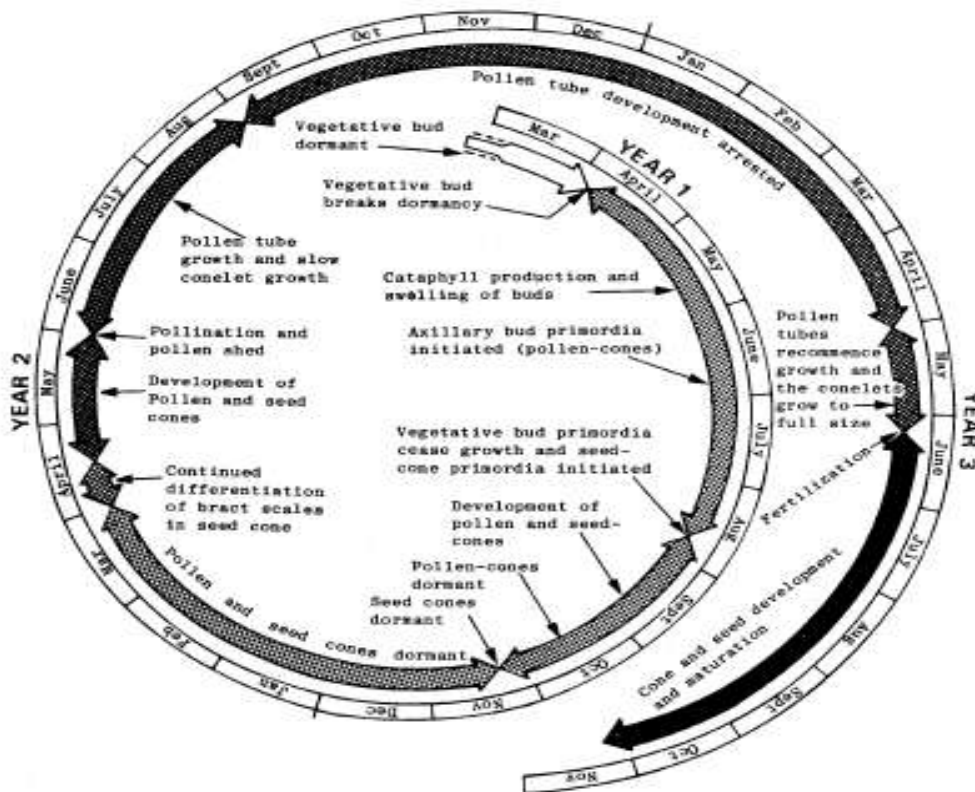 YEAR 1
Mar
April
May
June
July
Aug
Sept
Oct
Nov
Dec
YEAR 2
Jan
Feb
Mar
April
May
June
July
Aug
Sept
Oct
Nov
Dec
YEAR 3
Jan
Feb
Mar
April
May
June
July
Aug
Sept
Oct
Nov
Vegetative bud
dormant
Vegetative bud
breaks dormancy
Cataphyll production and
swelling of buds
Axillary bud primordia
initiated (pollen-cones)
Vegetative bud primordia
cease growth and seed-
cone primordia initiated
Development of
pollen and seed-
cones
Pollen-cones
dormant
Seed cones
dormant
Pollen and seed cones dormant
Continued
differentiation
of bract scales
in seed cone
Development of
Pollen and seed
cones
Pollination and
pollen shed
Pollen tube
growth and slow
conelet growth
Pollen tube development arrested
Pollen
tubes
recommence
growth and
the conelets
grow to
full size
Fertilization
Cone and seed development
and maturation